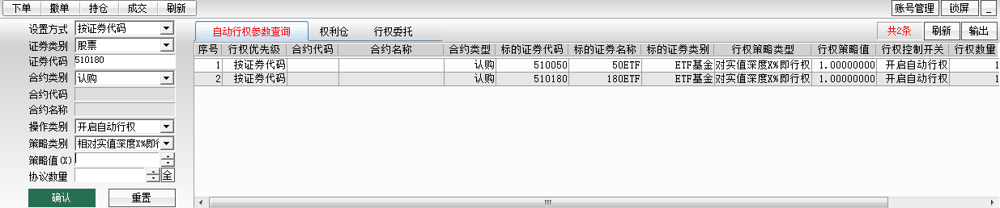 下单 撤单 持仓 成交 刷新 账号管理 锁屏 _
设置方式 按证券代码
证券类别 股票
证券代码 510180
合约类别 认购
合约代码
合约名称
操作类别 开启自动行权
策略类别 相对实值深度X%即行
策略值(X)
协议数量 全
确认 重置
自动行权参数查询 权利仓 行权委托 共2条 刷新 输出
序号 行权优先级 合约代码 合约名称 合约类型 标的证券代码 标的证券名称 标的证券类别 行权策略类型 行权策略值 行权控制开关 行权数量
1 按证券代码 认购 510050 50ETF ETF基金 对实值深度X%即行权 1.00000000 开启自动行权 1
2 按证券代码 认购 510180 180ETF ETF基金 对实值深度X%即行权 1.00000000 开启自动行权 1